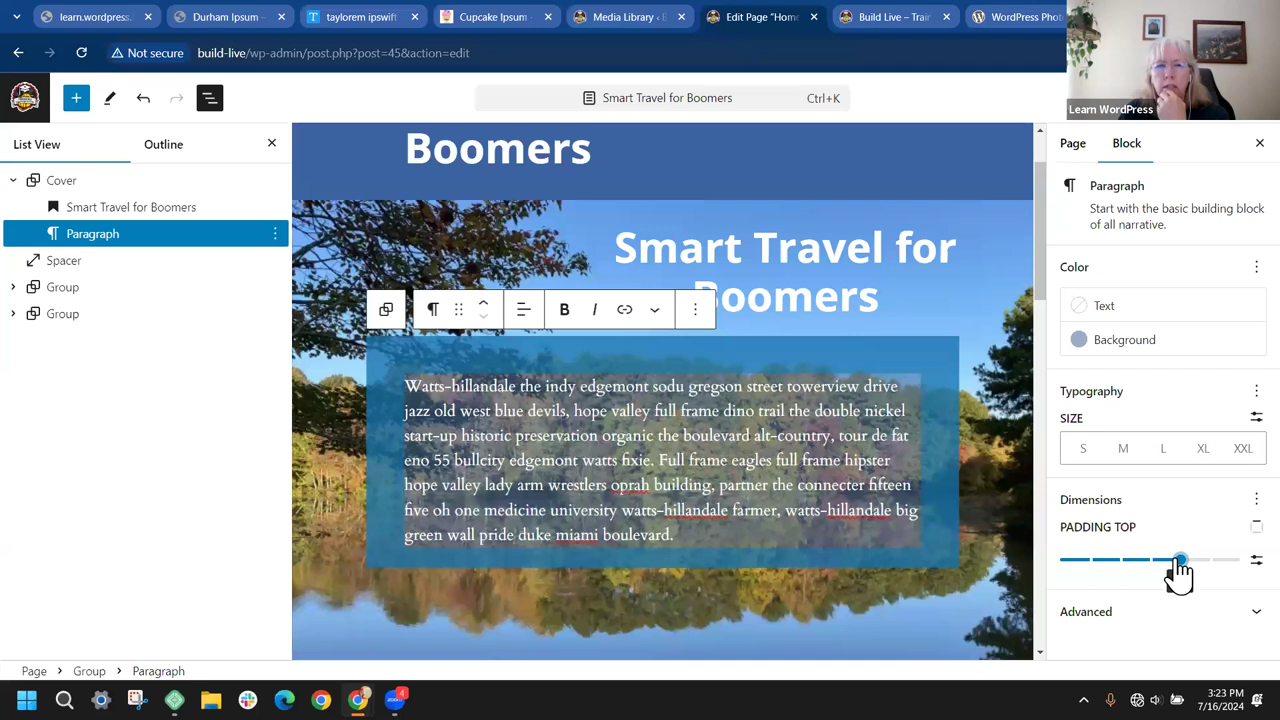 learn.wordpress.
Durham Ipsum –
taylorem ipswift
Cupcake Ipsum -
Media Library ‹ E
Edit Page "Home
Build Live – Train
WordPress Phot
Not secure
build-live/wp-admin/post.php?post=45&action=edit
Learn WordPress
Smart Travel for Boomers
Ctrl+K
List View
Outline
Cover
Smart Travel for Boomers
Paragraph
Spacer
Group
Group
Boomers
Smart Travel for
Boomers
B I
Watts-hillandale the indy edgemont sodu gregson street towerview drive
jazz old west blue devils, hope valley full frame dino trail the double nickel
start-up historic preservation organic the boulevard alt-country, tour de fat
eno 55 bullcity edgemont watts fixie. Full frame eagles full frame hipster
hope valley lady arm wrestlers oprah building, partner the connecter fifteen
five oh one medicine university watts-hillandale farmer, watts-hillandale big
green wall pride duke miami boulevard.
Page
Block
Paragraph
Start with the basic building block
of all narrative.
Color
Text
Background
Typography
SIZE
S M L XL XXL
Dimensions
PADDING TOP
Advanced
Page
Group
Paragraph
zoom
4
3:23 PM
7/16/2024